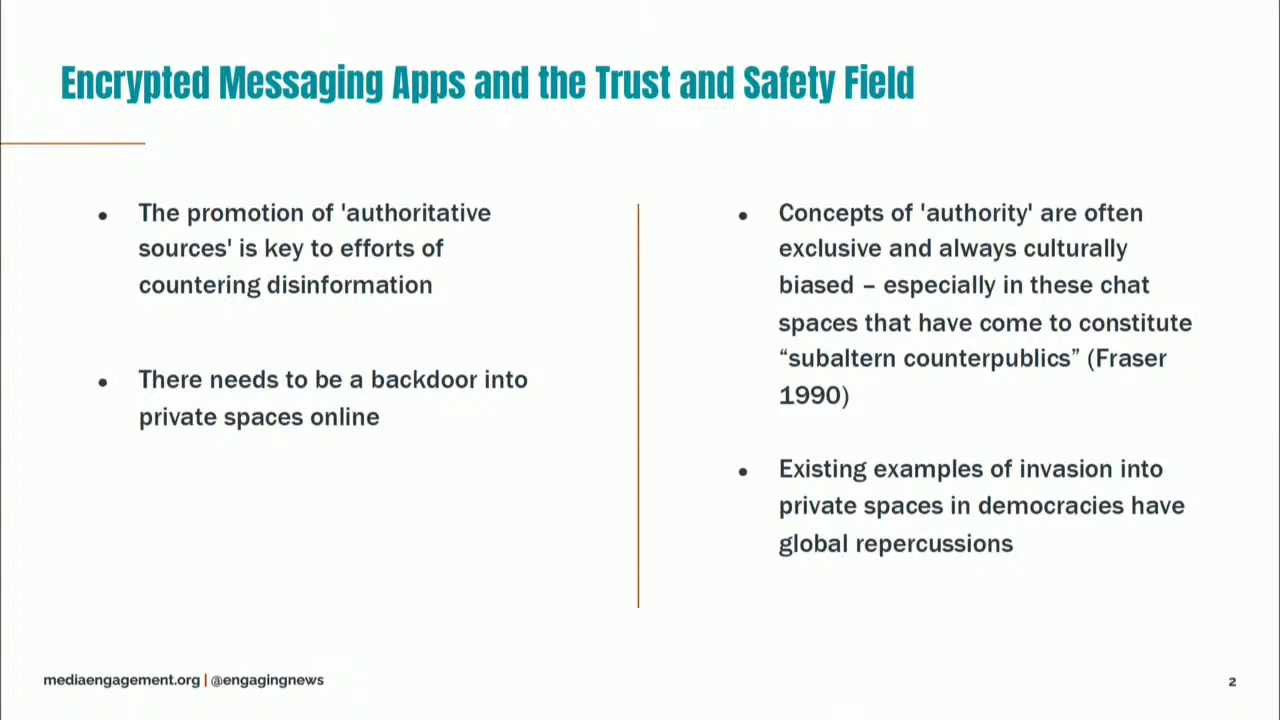 Encrypted Messaging Apps and the Trust and Safety Field
● The promotion of 'authoritative
sources' is key to efforts of
countering disinformation
● There needs to be a backdoor into
private spaces online
● Concepts of 'authority' are often
exclusive and always culturally
biased – especially in these chat
spaces that have come to constitute
“subaltern counterpublics” (Fraser
1990)
● Existing examples of invasion into
private spaces in democracies have
global repercussions
mediaengagement.org | @engagingnews
2